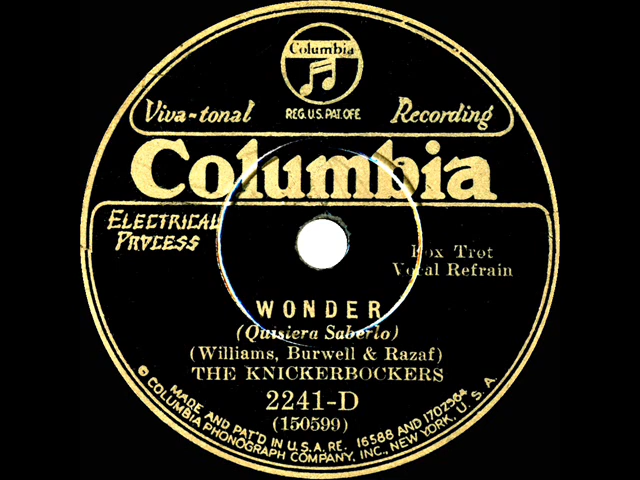 Columbia
REG. U.S. PAT. OFF.
Viva-tonal Recording
Columbia
ELECTRICAL
PROCESS
Fox Trot
Vocal Refrain
WONDER
(Quisiera Saberlo)
(Williams, Burwell & Razaf)
THE KNICKERBOCKERS
2241-D
(150599)
MADE AND PAT'D IN U.S.A. RE. 16588 AND 1702564
© COLUMBIA PHONOGRAPH COMPANY, INC., NEW YORK, U.S.A.